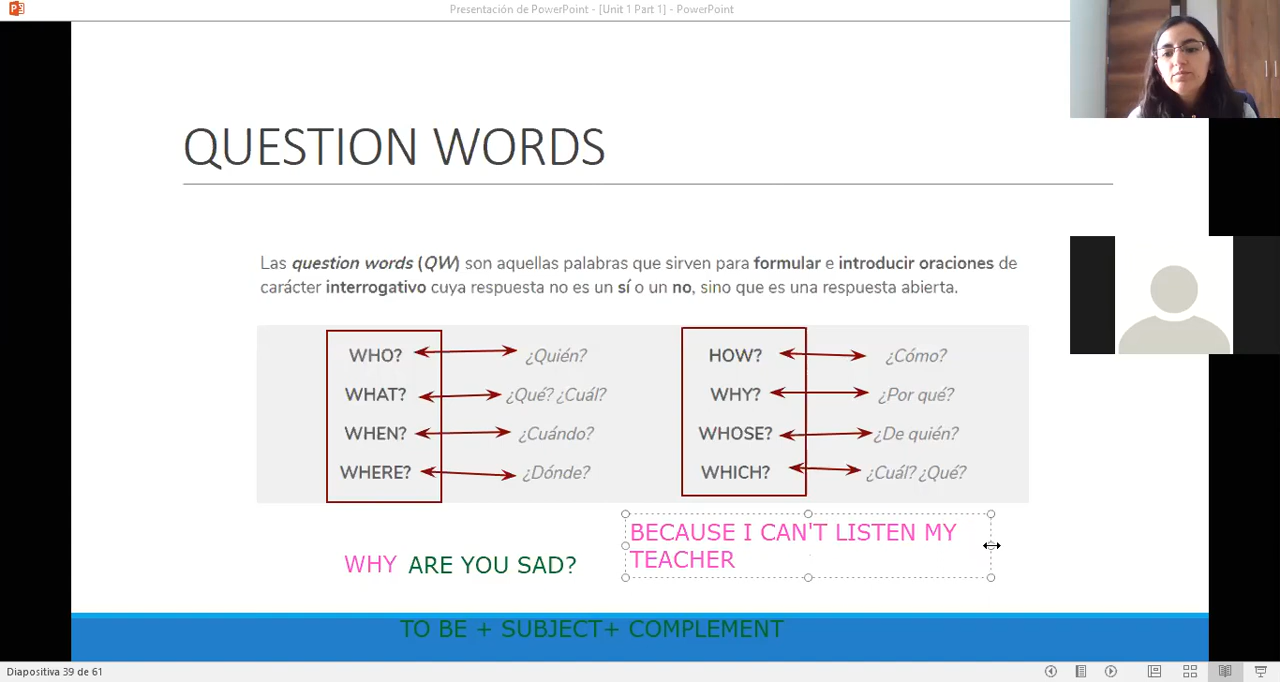 Presentación de PowerPoint - [Unit 1 Part 1] - PowerPoint
QUESTION WORDS
Las question words (QW) son aquellas palabras que sirven para formular e introducir oraciones de
carácter interrogativo cuya respuesta no es un sí o un no, sino que es una respuesta abierta.
WHO? ¿Quién?
WHAT? ¿Qué? ¿Cuál?
WHEN? ¿Cuándo?
WHERE? ¿Dónde?
HOW? ¿Cómo?
WHY? ¿Por qué?
WHOSE? ¿De quién?
WHICH? ¿Cuál? ¿Qué?
WHY ARE YOU SAD?
BECAUSE I CAN'T LISTEN MY
TEACHER
TO BE + SUBJECT+ COMPLEMENT
Diapositiva 39 de 61